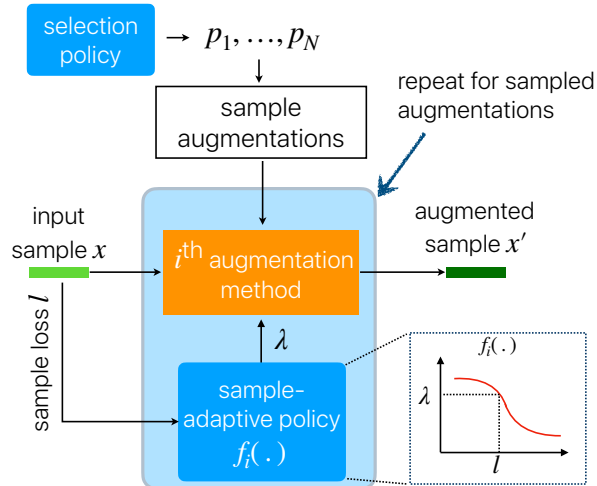 selection
policy
p₁, …, p_N
sample
augmentations
repeat for sampled
augmentations
input
sample x
augmented
sample x′
iᵗʰ augmentation
method
sample loss l
λ
sample-
adaptive policy
fᵢ( . )
fᵢ( . )
λ
l